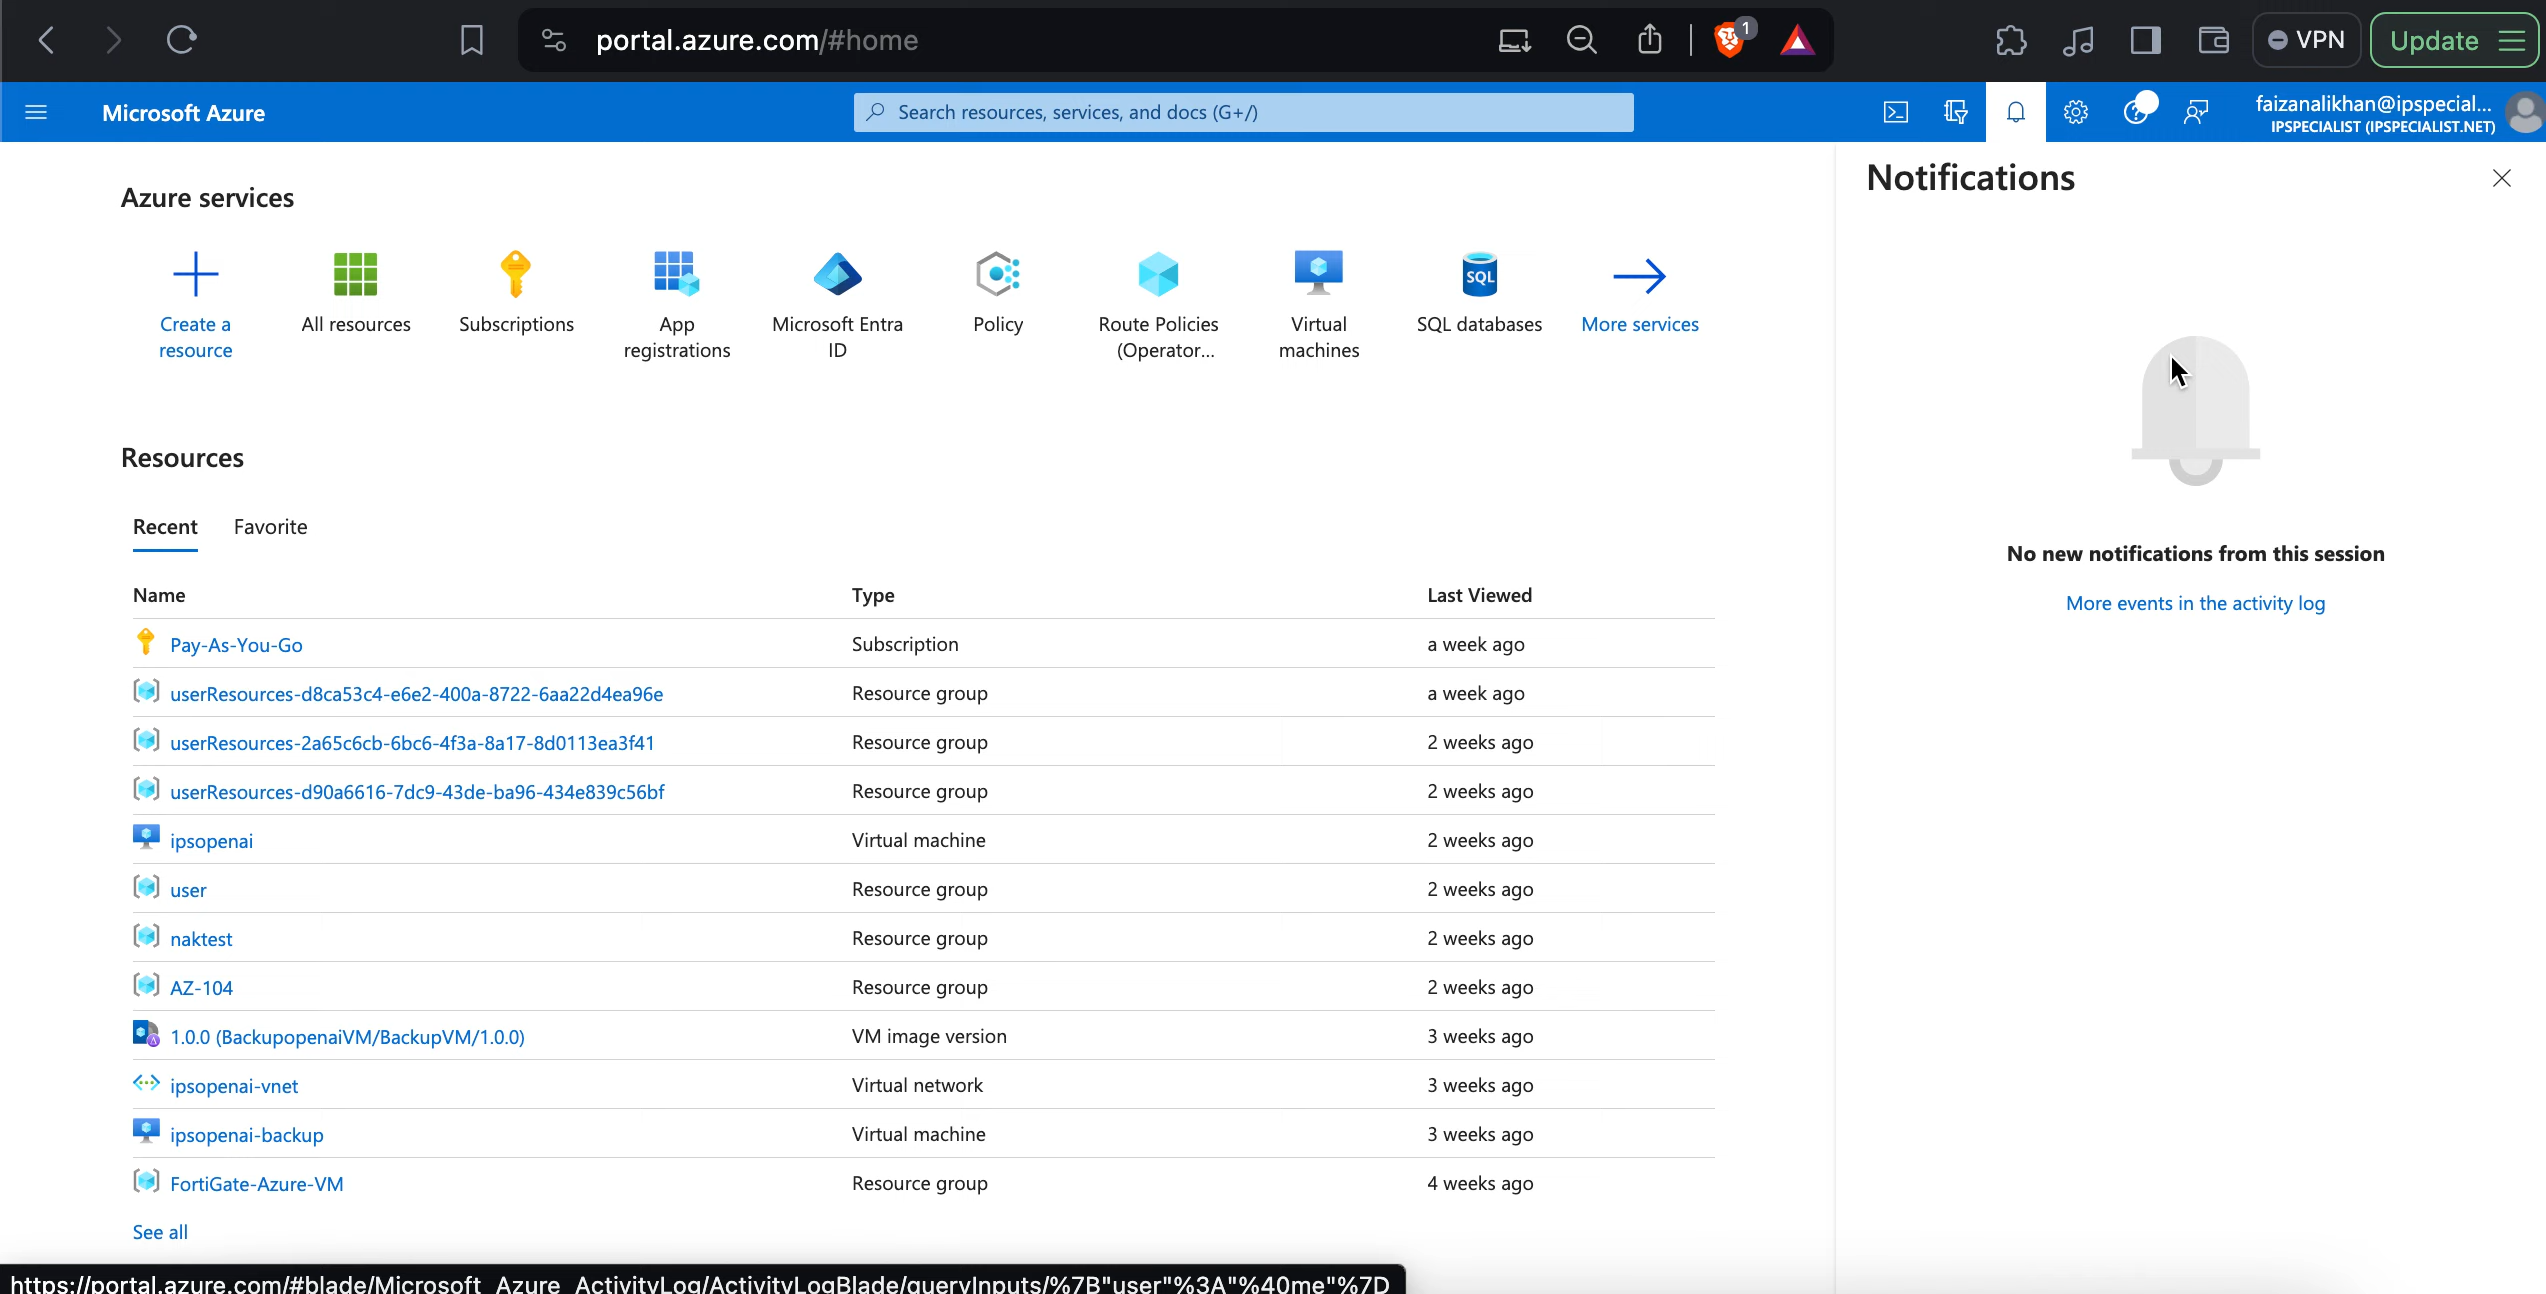 portal.azure.com/#home
1
VPN
Update
Microsoft Azure
Search resources, services, and docs (G+/)
faizanalikhan@ipspecial...
IPSPECIALIST (IPSPECIALIST.NET)
Azure services
Create a
resource
All resources
Subscriptions
App
registrations
Microsoft Entra
ID
Policy
Route Policies
(Operator...
Virtual
machines
SQL
SQL databases
More services
Resources
Recent
Favorite
Name
Type
Last Viewed
Pay-As-You-Go
Subscription
a week ago
userResources-d8ca53c4-e6e2-400a-8722-6aa22d4ea96e
Resource group
a week ago
userResources-2a65c6cb-6bc6-4f3a-8a17-8d0113ea3f41
Resource group
2 weeks ago
userResources-d90a6616-7dc9-43de-ba96-434e839c56bf
Resource group
2 weeks ago
ipsopenai
Virtual machine
2 weeks ago
user
Resource group
2 weeks ago
naktest
Resource group
2 weeks ago
AZ-104
Resource group
2 weeks ago
1.0.0 (BackupopenaiVM/BackupVM/1.0.0)
VM image version
3 weeks ago
ipsopenai-vnet
Virtual network
3 weeks ago
ipsopenai-backup
Virtual machine
3 weeks ago
FortiGate-Azure-VM
Resource group
4 weeks ago
See all
Notifications
No new notifications from this session
More events in the activity log
https://portal.azure.com/#blade/Microsoft_Azure_ActivityLog/ActivityLogBlade/queryInputs/%7B"user"%3A"%40me"%7D